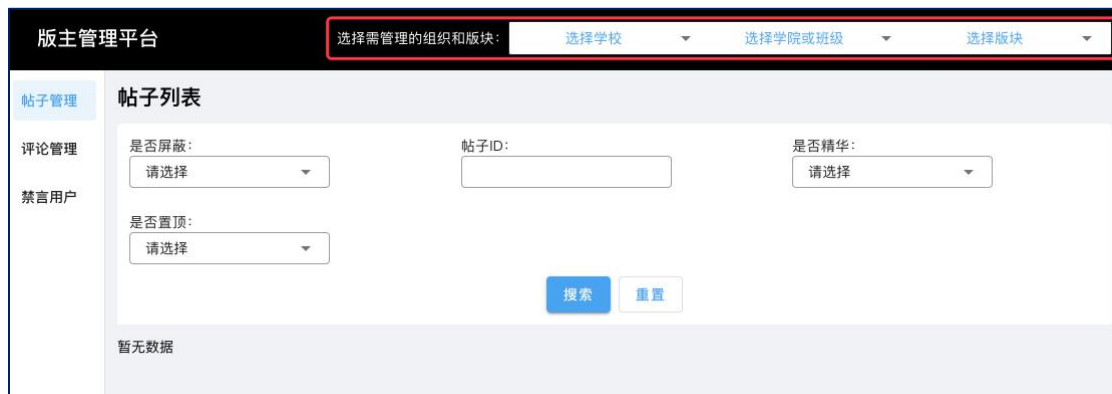 版主管理平台 选择需管理的组织和版块： 选择学校 选择学院或班级 选择版块
帖子管理 帖子列表
评论管理 是否屏蔽： 帖子ID： 是否精华：
请选择 请选择
禁言用户
是否置顶：
请选择
搜索 重置
暂无数据